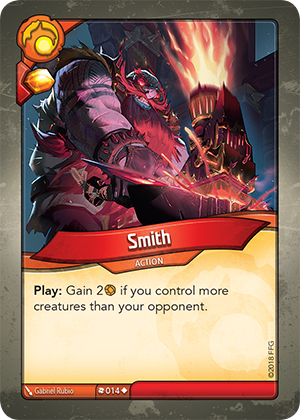 Smith
ACTION
Play: Gain 2 if you control more
creatures than your opponent.
©2018 FFG
Gabriel Rubio
014